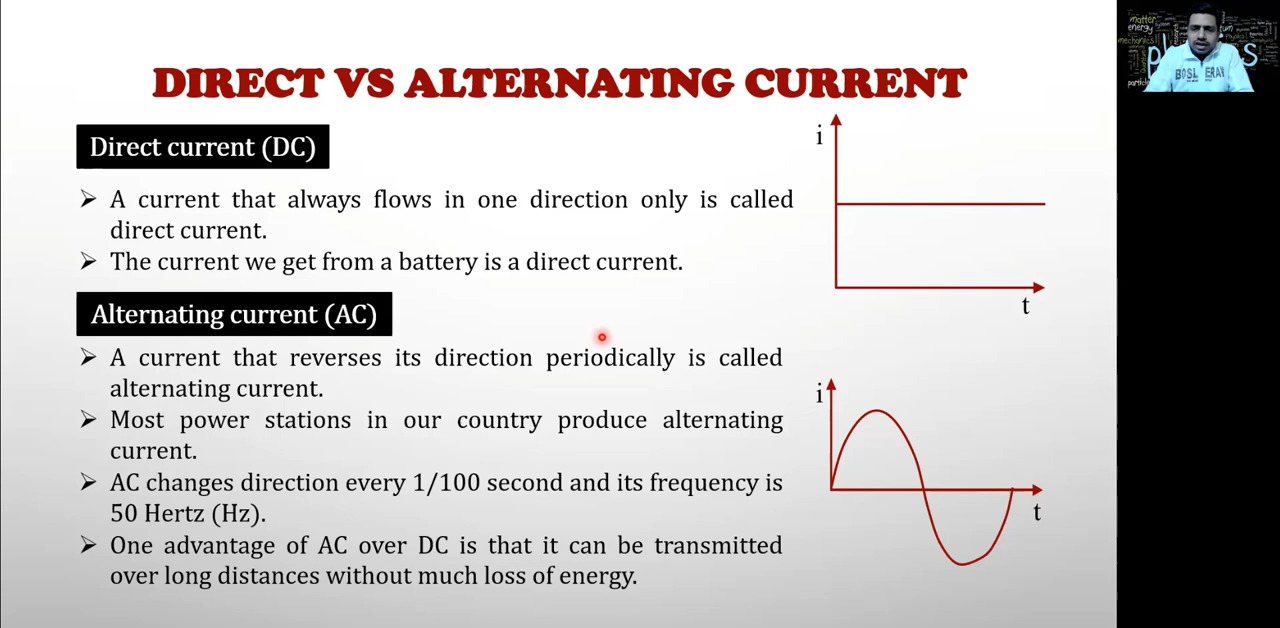 DIRECT VS ALTERNATING CURRENT
Direct current (DC)
➢ A current that always flows in one direction only is called
direct current.
➢ The current we get from a battery is a direct current.
Alternating current (AC)
➢ A current that reverses its direction periodically is called
alternating current.
➢ Most power stations in our country produce alternating
current.
➢ AC changes direction every 1/100 second and its frequency is
50 Hertz (Hz).
➢ One advantage of AC over DC is that it can be transmitted
over long distances without much loss of energy.
i
t
i
t
matter
energy
mechanics